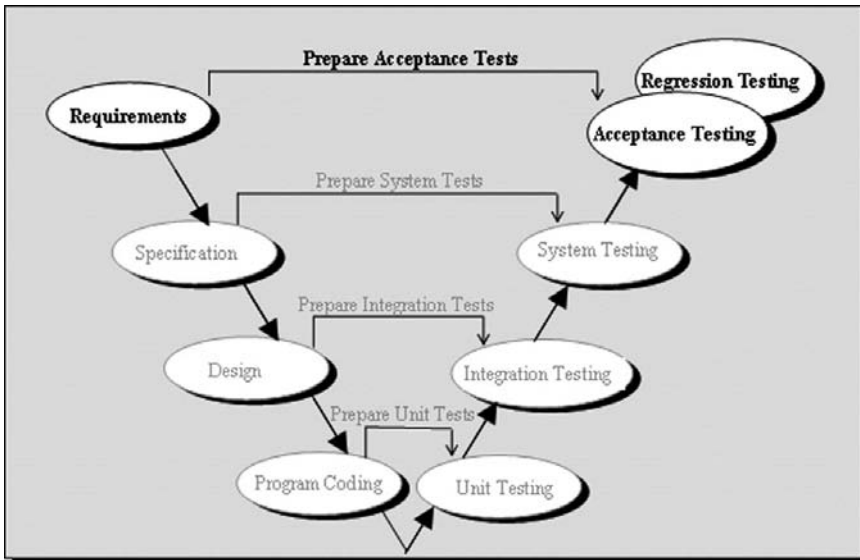 Prepare Acceptance Tests
Regression Testing
Requirements
Acceptance Testing
Prepare System Tests
Specification
System Testing
Prepare Integration Tests
Design
Integration Testing
Prepare Unit Tests
Program Coding
Unit Testing